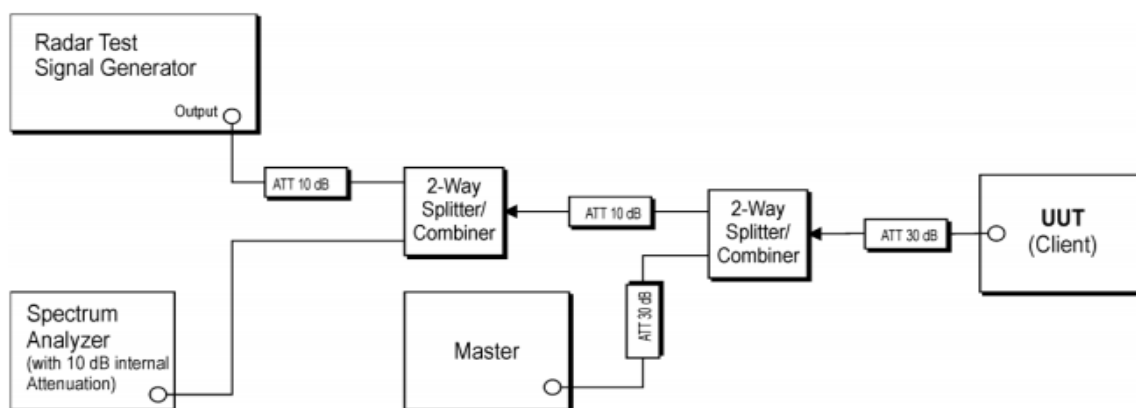 Radar Test
Signal Generator
Output
ATT 10 dB
2-Way
Splitter/
Combiner
ATT 10 dB
2-Way
Splitter/
Combiner
ATT 30 dB
UUT
(Client)
Spectrum
Analyzer
(with 10 dB internal
Attenuation)
Master
ATT 30 dB